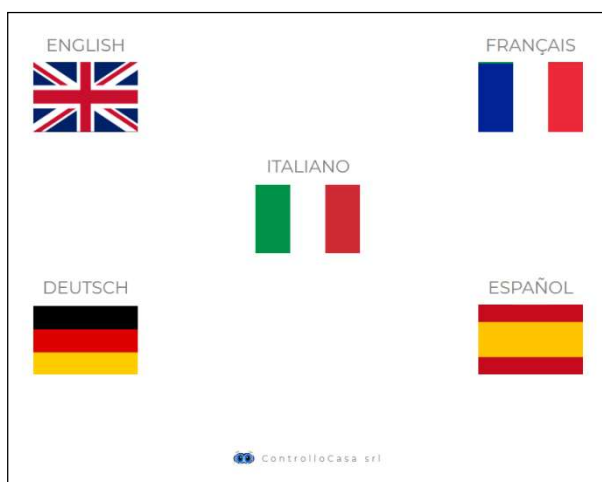 ENGLISH
FRANÇAIS
ITALIANO
DEUTSCH
ESPAÑOL
ControlloCasa srl